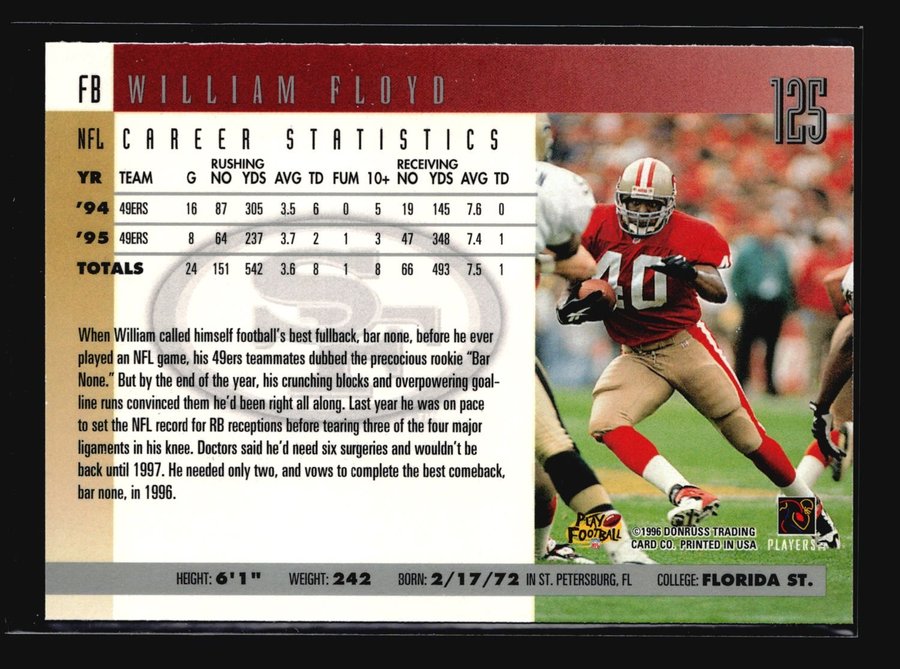 FB WILLIAM FLOYD 125
NFL CAREER STATISTICS
RUSHING RECEIVING
YR TEAM G NO YDS AVG TD FUM 10+ NO YDS AVG TD
'94 49ERS 16 87 305 3.5 6 0 5 19 145 7.6 0
'95 49ERS 8 64 237 3.7 2 1 3 47 348 7.4 1
TOTALS 24 151 542 3.6 8 1 8 66 493 7.5 1
When William called himself football's best fullback, bar none, before he ever
played an NFL game, his 49ers teammates dubbed the precocious rookie "Bar
None." But by the end of the year, his crunching blocks and overpowering goal-
line runs convinced them he'd been right all along. Last year he was on pace
to set the NFL record for RB receptions before tearing three of the four major
ligaments in his knee. Doctors said he'd need six surgeries and wouldn't be
back until 1997. He needed only two, and vows to complete the best comeback,
bar none, in 1996.
40
PLAY
FOOTBALL
©1996 DONRUSS TRADING
CARD CO. PRINTED IN USA
PLAYERS
HEIGHT: 6'1" WEIGHT: 242 BORN: 2/17/72 IN ST. PETERSBURG, FL COLLEGE: FLORIDA ST.